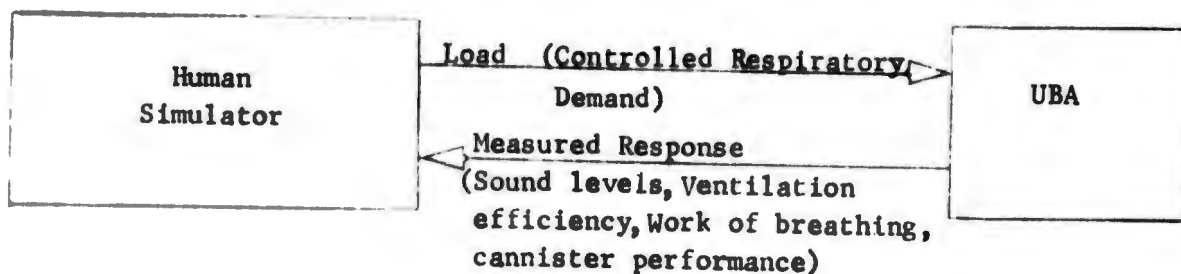 Human
Simulator
Load (Controlled Respiratory
Demand)
UBA
Measured Response
(Sound levels, Ventilation
efficiency, Work of breathing,
cannister performance)